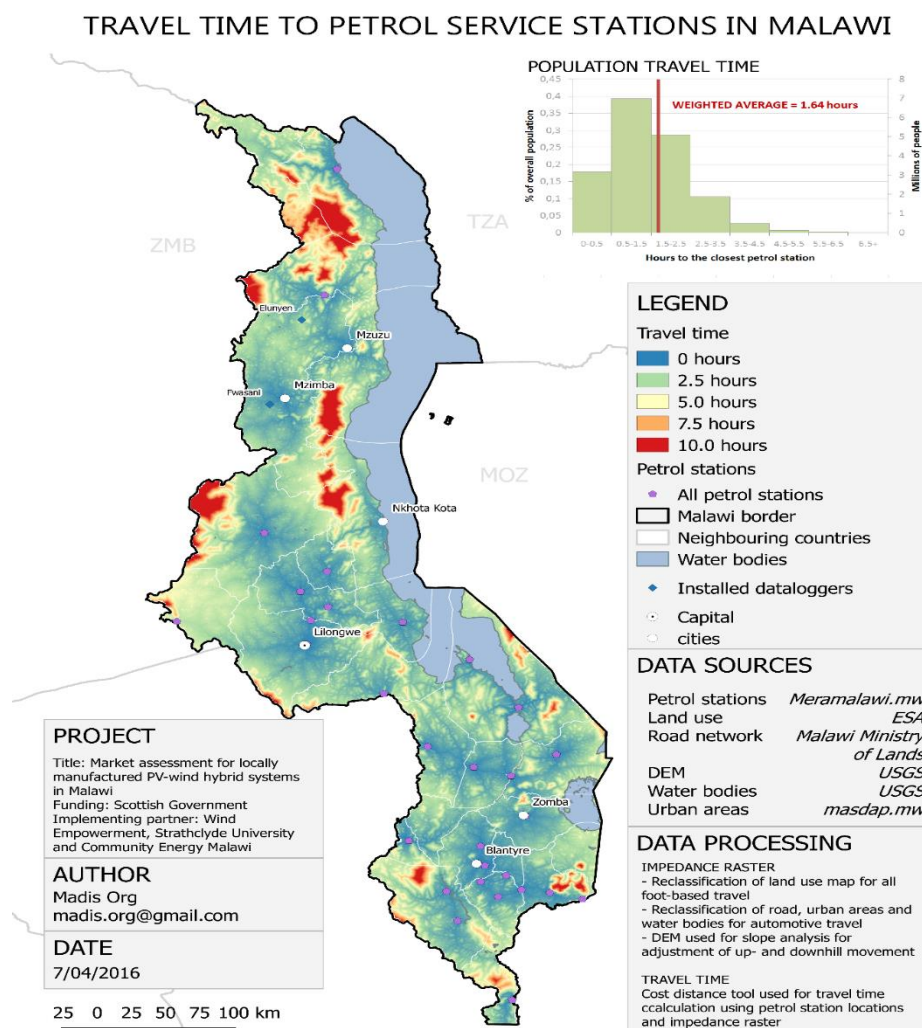 TRAVEL TIME TO PETROL SERVICE STATIONS IN MALAWI
POPULATION TRAVEL TIME
0,45
0,4
0,35
0,3
0,25
0,2
0,15
0,1
0,05
0
% of overall population
WEIGHTED AVERAGE = 1.64 hours
8
7
6
5
4
3
2
1
0
Millions of people
0-0.5 0.5-1.5 1.5-2.5 2.5-3.5 3.5-4.5 4.5-5.5 5.5-6.5 6.5+
Hours to the closest petrol station
ZMB
TZA
MOZ
Elunyen
Mzuzu
Mzimba
Nkhota Kota
Lilongwe
Zomba
Blantyre
LEGEND
Travel time
0 hours
2.5 hours
5.0 hours
7.5 hours
10.0 hours
Petrol stations
All petrol stations
Malawi border
Neighbouring countries
Water bodies
Installed dataloggers
Capital
cities
DATA SOURCES
Petrol stations Meramalawi.mw
Land use ESA
Road network Malawi Ministry
of Lands
DEM USGS
Water bodies USGS
Urban areas masdap.mw
DATA PROCESSING
IMPEDANCE RASTER
- Reclassification of land use map for all
foot-based travel
- Reclassification of road, urban areas and
water bodies for automotive travel
- DEM used for slope analysis for
adjustment of up- and downhill movement
TRAVEL TIME
Cost distance tool used for travel time
ccalculation using petrol station locations
and impedance raster
PROJECT
Title: Market assessment for locally
manufactured PV-wind hybrid systems
in Malawi
Funding: Scottish Government
Implementing partner: Wind
Empowerment, Strathclyde University
and Community Energy Malawi
AUTHOR
Madis Org
madis.org@gmail.com
DATE
7/04/2016
25 0 25 50 75 100 km